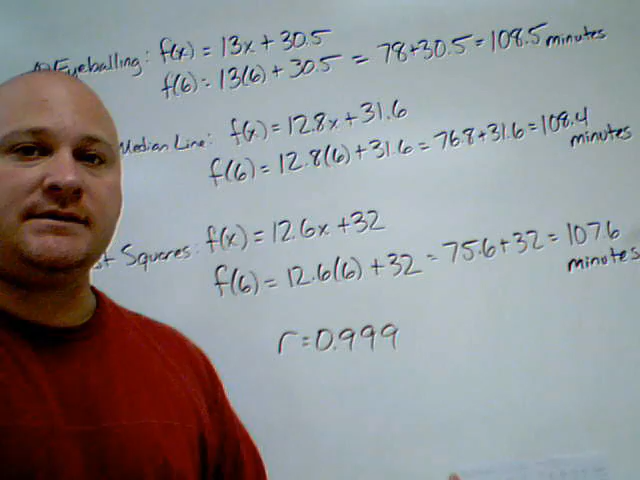 Eyeballing: f(x) = 13x + 30.5
f(6) = 13(6) + 30.5 = 78+30.5 = 108.5 minutes
Median Line: f(x) = 12.8x + 31.6
f(6) = 12.8(6) + 31.6 = 76.8 + 31.6 = 108.4
minutes
Squares: f(x) = 12.6x + 32
f(6) = 12.6(6) + 32 = 75.6 + 32 = 107.6
minutes
r = 0.999